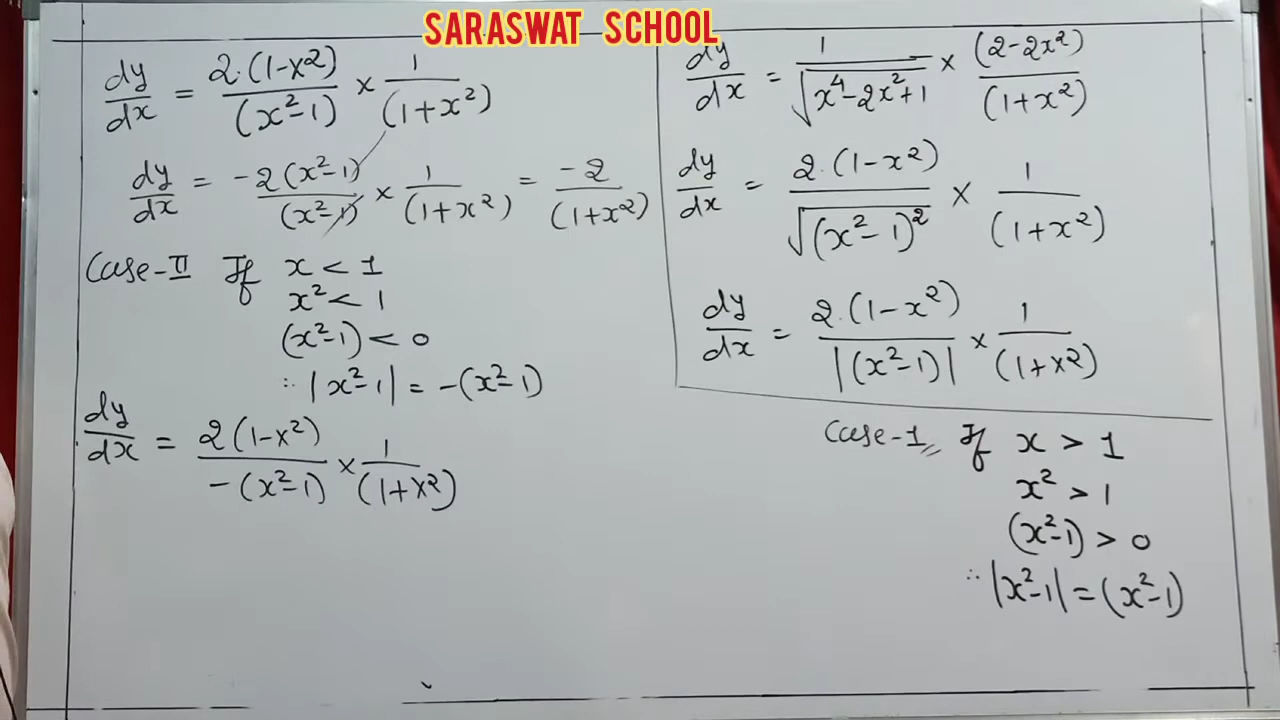 SARASWAT SCHOOL
dy/dx = 2·(1-x²)/(x²-1) × 1/(1+x²)
dy/dx = -2(x²-1)/(x²-1) × 1/(1+x²) = -2/(1+x²)
Case-II If x < 1
x² < 1
(x²-1) < 0
∴ |x²-1| = -(x²-1)
dy/dx = 2(1-x²)/-(x²-1) × 1/(1+x²)
dy/dx = 1/√(x⁴-2x²+1) × (2-2x²)/(1+x²)
dy/dx = 2·(1-x²)/√((x²-1)²) × 1/(1+x²)
dy/dx = 2·(1-x²)/|(x²-1)| × 1/(1+x²)
Case-1 If x > 1
x² > 1
(x²-1) > 0
∴ |x²-1| = (x²-1)